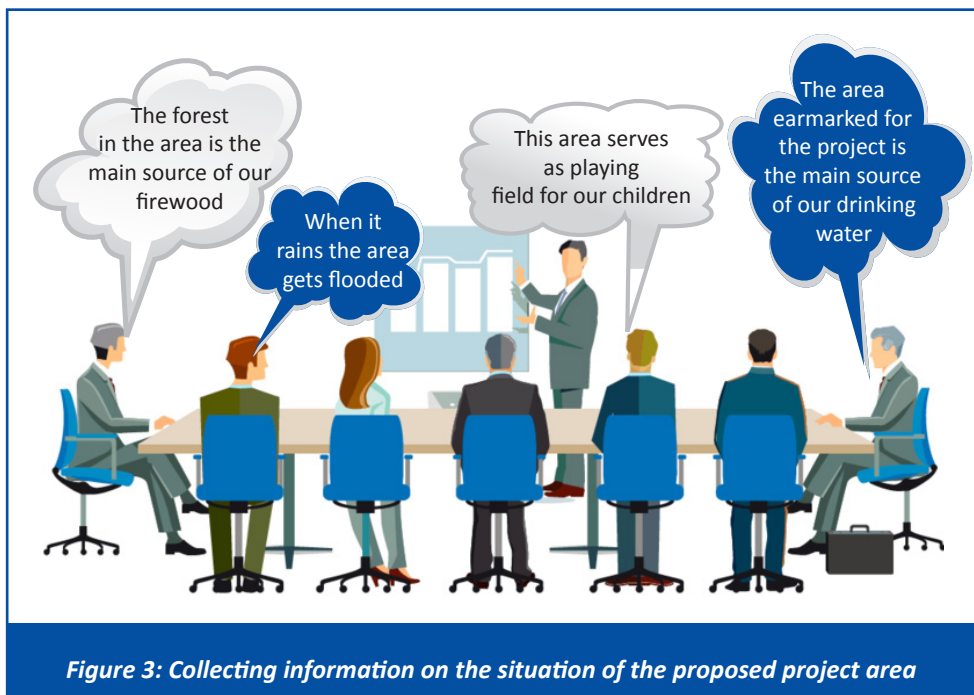 The forest
in the area is the
main source of our
firewood
When it
rains the area
gets flooded
This area serves
as playing
field for our children
The area
earmarked for
the project is
the main source
of our drinking
water
Figure 3: Collecting information on the situation of the proposed project area